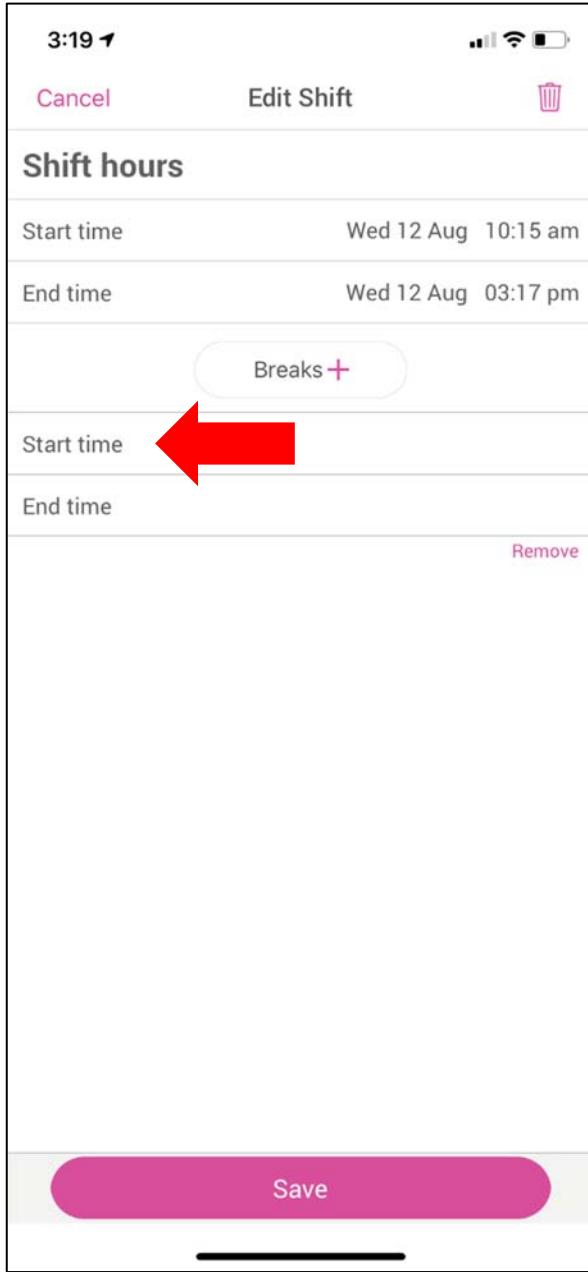 3:19
Cancel Edit Shift
Shift hours
Start time Wed 12 Aug 10:15 am
End time Wed 12 Aug 03:17 pm
Breaks +
Start time
End time
Remove
Save